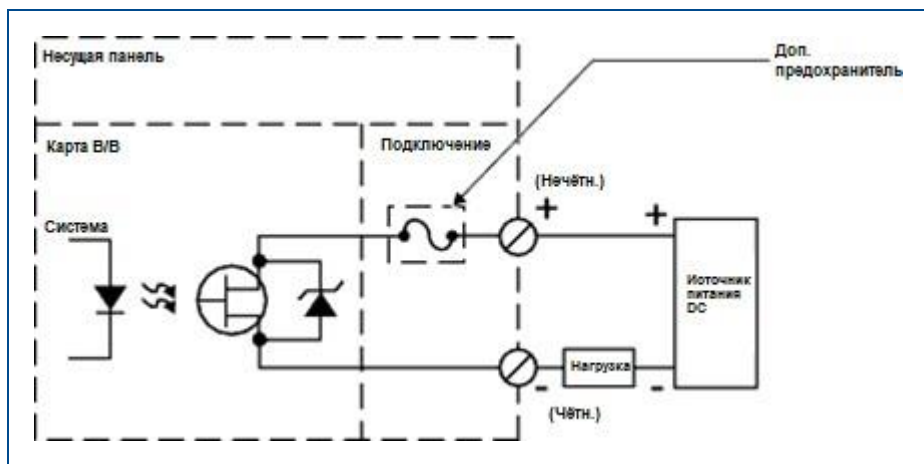 Несущая панель
Доп.
предохранитель
Карта В/В
Подключение
(Нечётн.)
+
+
Система
Источник
питания
DC
Нагрузка
-
-
(Чётн.)